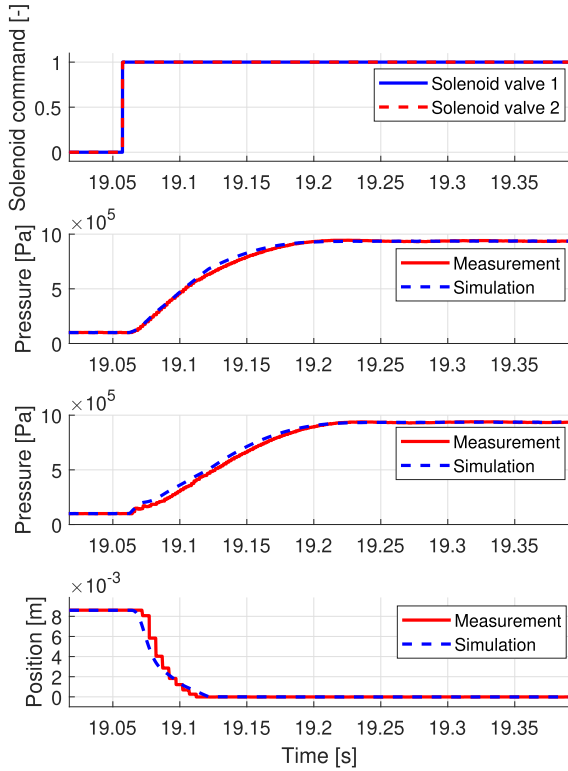 Solenoid command [-]
1
0.5
0
Solenoid valve 1
Solenoid valve 2
19.05 19.1 19.15 19.2 19.25 19.3 19.35
× 10^5
Pressure [Pa]
10
5
0
Measurement
Simulation
19.05 19.1 19.15 19.2 19.25 19.3 19.35
× 10^5
Pressure [Pa]
10
5
0
Measurement
Simulation
19.05 19.1 19.15 19.2 19.25 19.3 19.35
× 10^-3
Position [m]
8
6
4
2
0
Measurement
Simulation
19.05 19.1 19.15 19.2 19.25 19.3 19.35
Time [s]